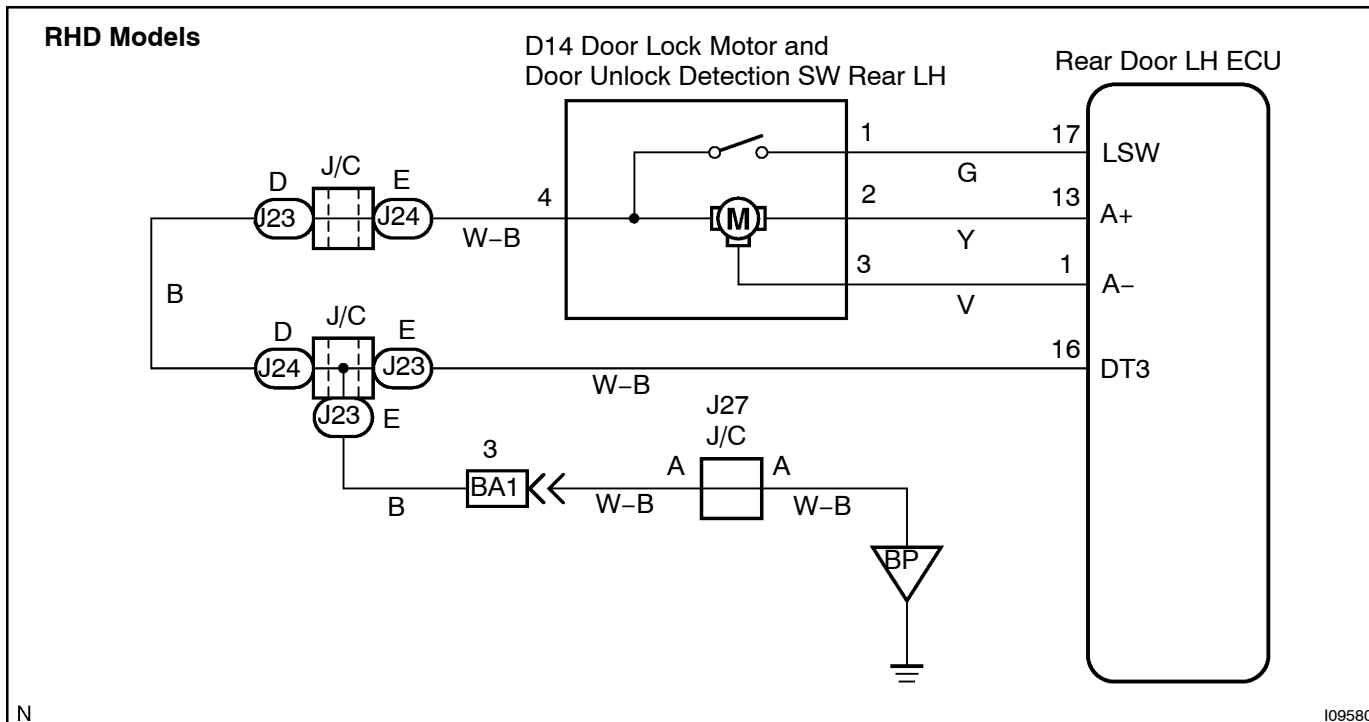 RHD Models
D14 Door Lock Motor and
Door Unlock Detection SW Rear LH
Rear Door LH ECU
1
17
LSW
G
D
J/C
E
J23
J24
4
W–B
M
2
13
A+
Y
3
1
A–
V
B
D
J/C
E
J24
J23
W–B
16
DT3
J23
E
B
3
BA1
W–B
J27
J/C
A
A
W–B
BP
N
I09580